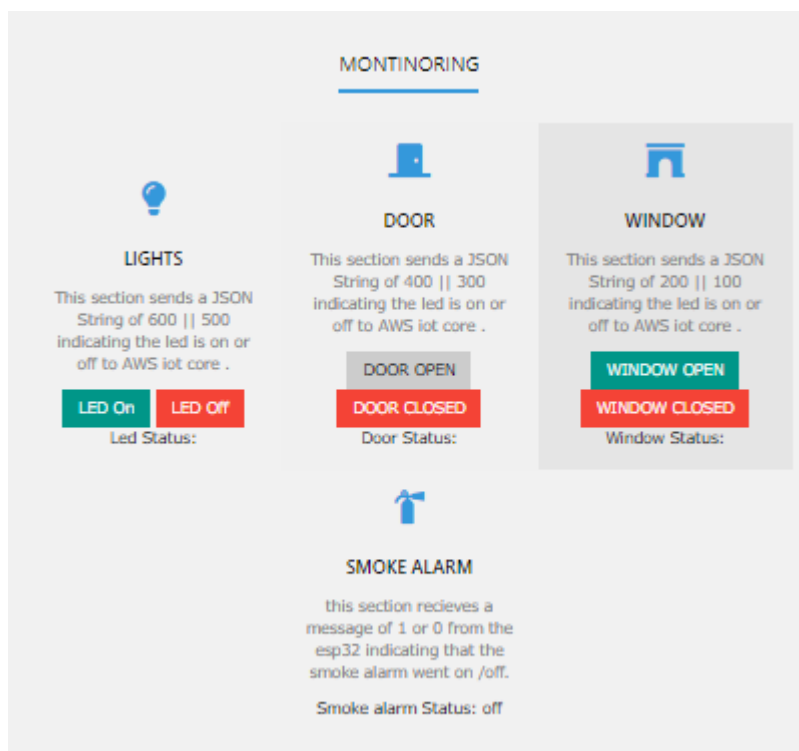 MONTINORING
LIGHTS
This section sends a JSON
String of 600 || 500
indicating the led is on or
off to AWS iot core .
LED On
LED Off
Led Status:
DOOR
This section sends a JSON
String of 400 || 300
indicating the led is on or
off to AWS iot core .
DOOR OPEN
DOOR CLOSED
Door Status:
WINDOW
This section sends a JSON
String of 200 || 100
indicating the led is on or
off to AWS iot core .
WINDOW OPEN
WINDOW CLOSED
Window Status:
SMOKE ALARM
this section recieves a
message of 1 or 0 from the
esp32 indicating that the
smoke alarm went on /off.
Smoke alarm Status: off